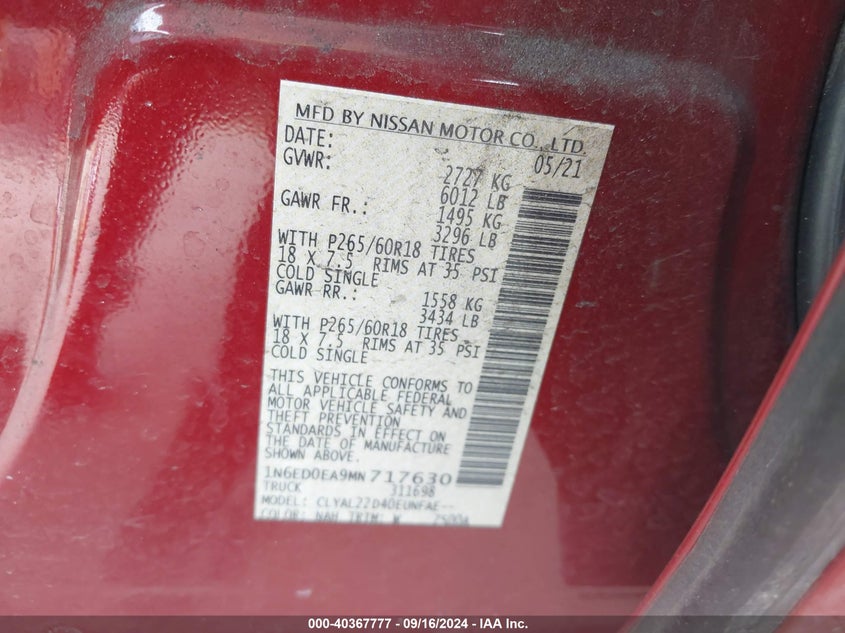 MFD BY NISSAN MOTOR CO., LTD.
DATE: 05/21
GVWR: 2727 KG
6012 LB
GAWR FR.: 1495 KG
3296 LB
WITH P265/60R18 TIRES
18 X 7.5 RIMS AT 35 PSI
COLD SINGLE
GAWR RR.: 1558 KG
3434 LB
WITH P265/60R18 TIRES
18 X 7.5 RIMS AT 35 PSI
COLD SINGLE
THIS VEHICLE CONFORMS TO
ALL APPLICABLE FEDERAL
MOTOR VEHICLE SAFETY AND
THEFT PREVENTION
STANDARDS IN EFFECT ON
THE DATE OF MANUFACTURE
SHOWN ABOVE.
1N6ED0EA9MN717630
TRUCK 311698
MODEL: CLYAL22D40EUNFAE--
COLOR: NAH TRIM: W Z500A
000-40367777 - 09/16/2024 - IAA Inc.